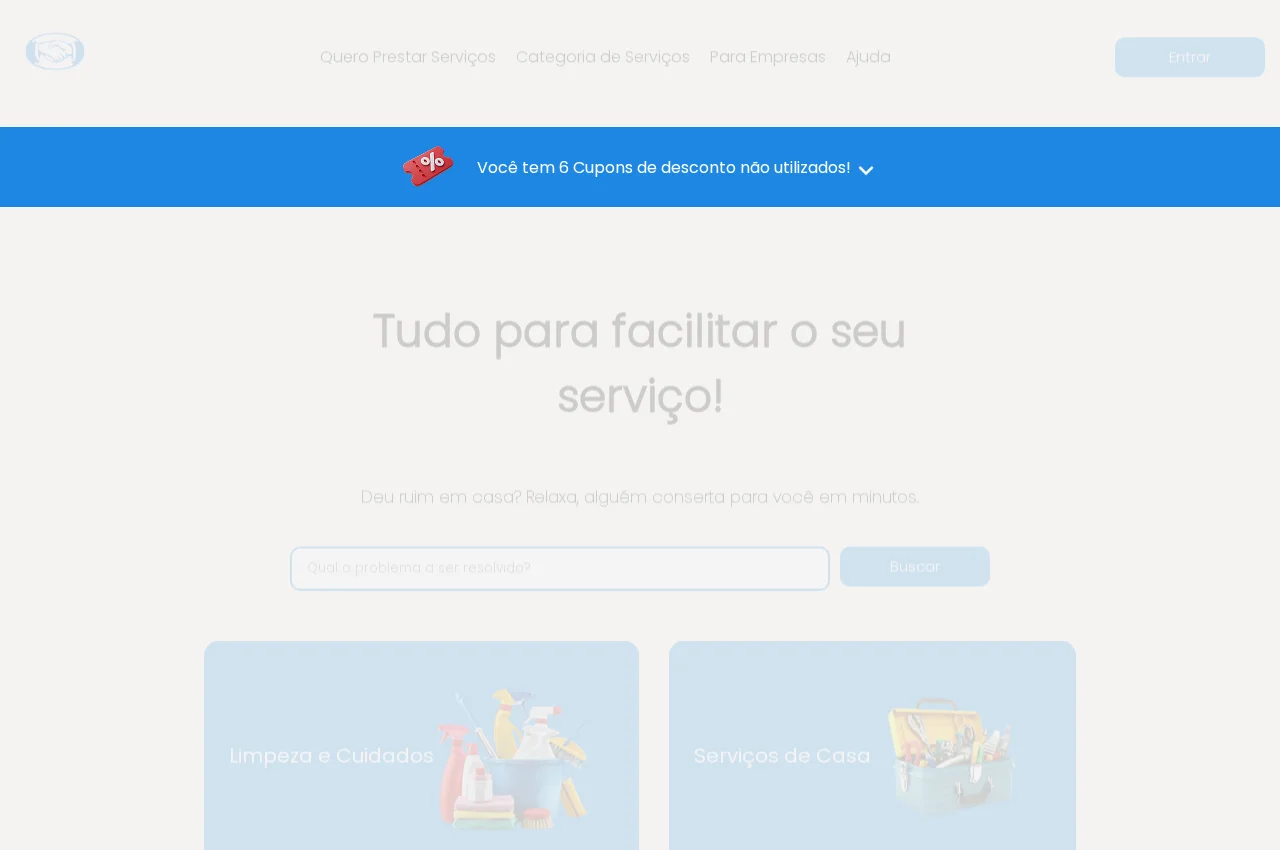 Quero Prestar Serviços
Categoria de Serviços
Para Empresas
Ajuda
Entrar
%
Você tem 6 Cupons de desconto não utilizados!
Tudo para facilitar o seu
serviço!
Deu ruim em casa? Relaxa, alguêm conserta para você em minutos.
Qual o problema a ser resolvido?
Buscar
Limpeza e Cuidados
Serviços de Casa